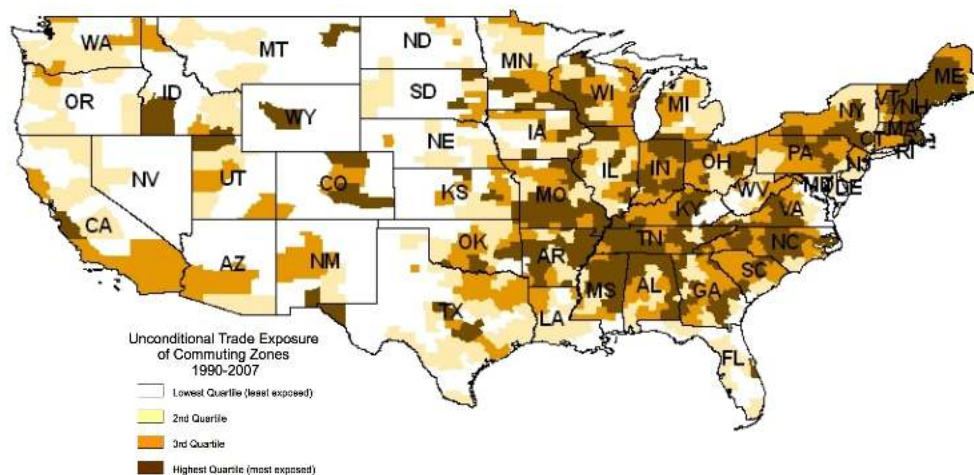 WA
MT
ND
MN
ME
OR
ID
SD
WI
MI
VT
NH
NY
WY
MA
IA
NE
CT
RI
PA
NJ
NV
UT
CO
KS
IL
IN
OH
MD
DE
WV
MO
VA
CA
KY
TN
NC
AZ
NM
OK
AR
SC
MS
AL
GA
TX
LA
FL
Unconditional Trade Exposure
of Commuting Zones
1990-2007
Lowest Quartile (least exposed)
2nd Quartile
3rd Quartile
Highest Quartile (most exposed)